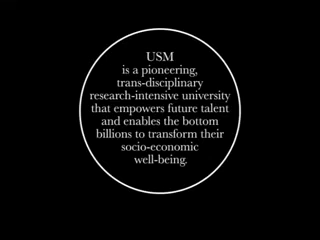 USM
is a pioneering,
trans-disciplinary
research-intensive university
that empowers future talent
and enables the bottom
billions to transform their
socio-economic
well-being.